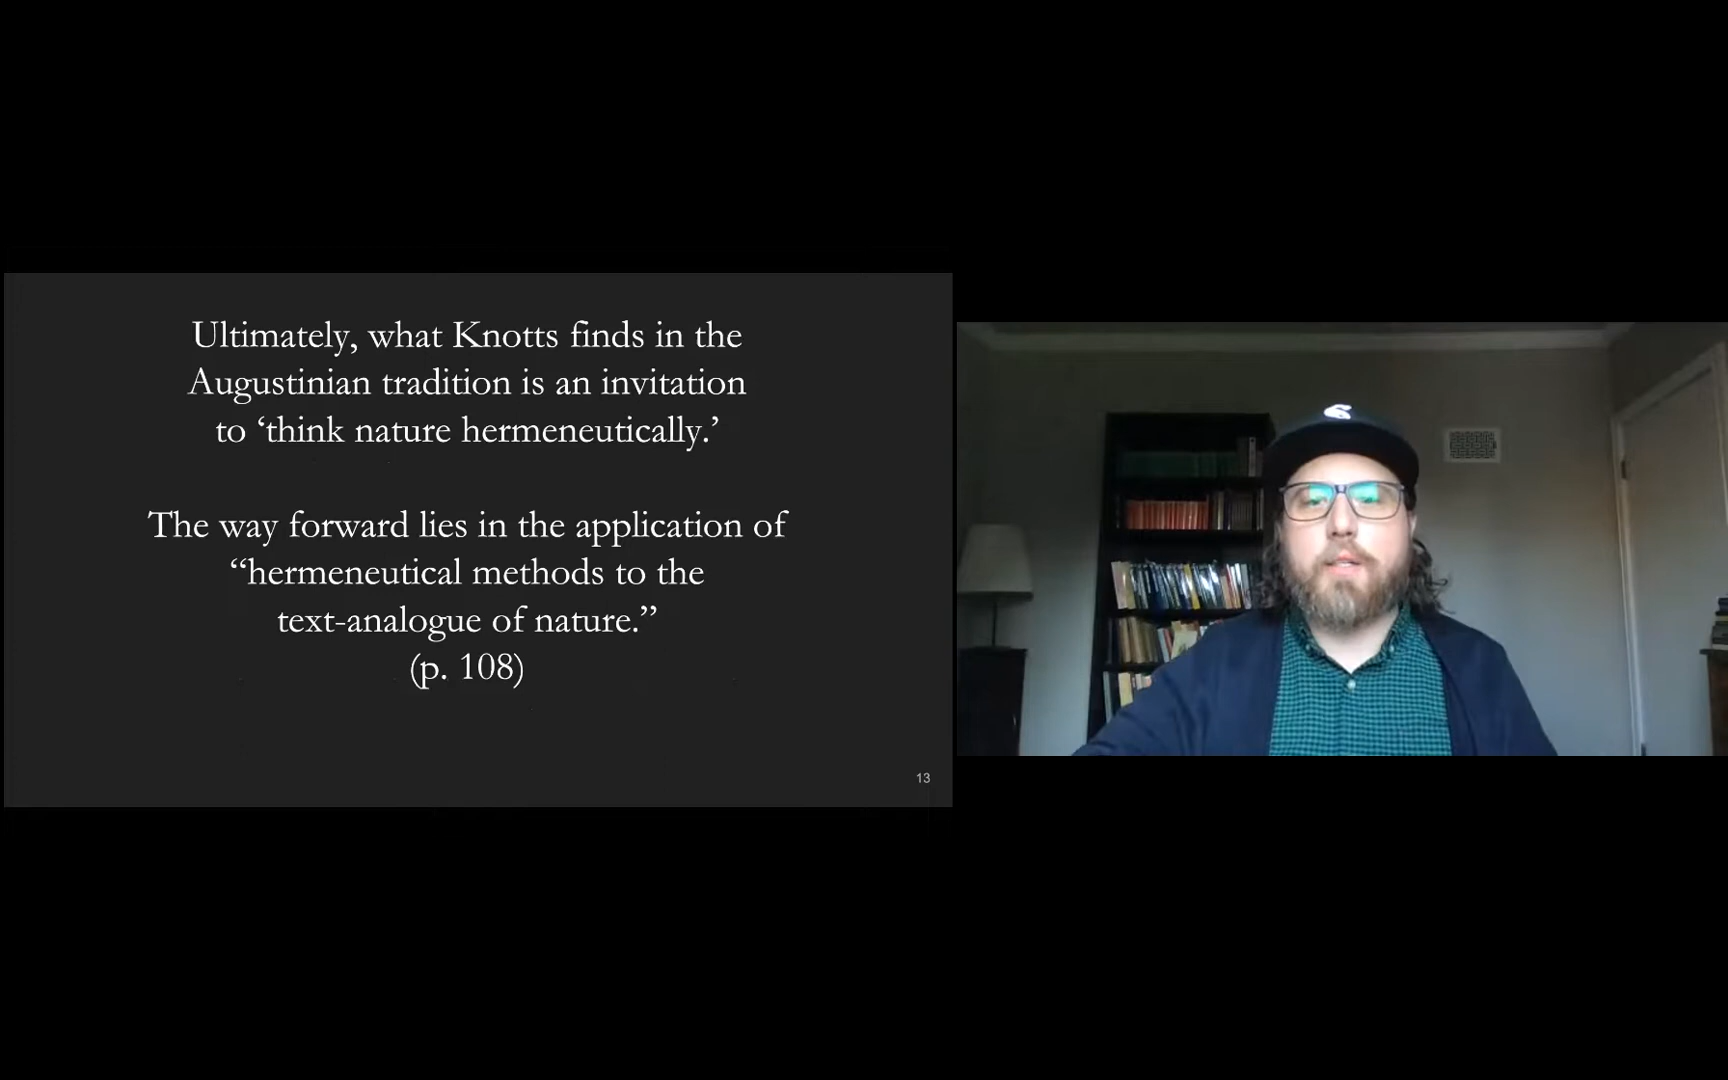 Ultimately, what Knotts finds in the
Augustinian tradition is an invitation
to ‘think nature hermeneutically.’
The way forward lies in the application of
“hermeneutical methods to the
text-analogue of nature.”
(p. 108)
13